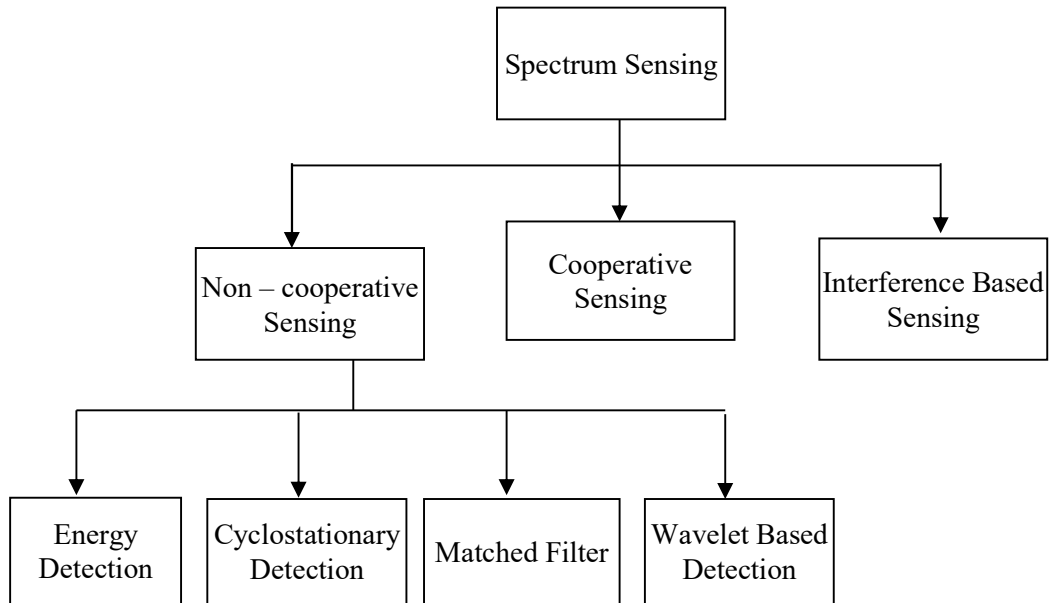 Spectrum Sensing
Non – cooperative
Sensing
Cooperative
Sensing
Interference Based
Sensing
Energy
Detection
Cyclostationary
Detection
Matched Filter
Wavelet Based
Detection